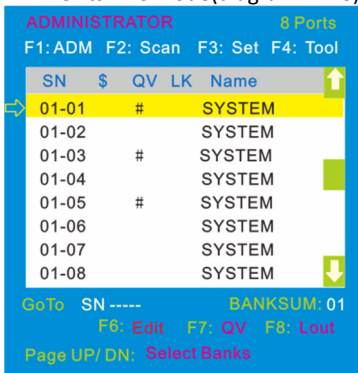 ADMINISTRATOR 8 Ports
F1: ADM F2: Scan F3: Set F4: Tool
SN $ QV LK Name
01-01 # SYSTEM
01-02 SYSTEM
01-03 # SYSTEM
01-04 SYSTEM
01-05 # SYSTEM
01-06 SYSTEM
01-07 SYSTEM
01-08 SYSTEM
GoTo SN ----- BANKSUM: 01
F6: Edit F7: QV F8: Lout
Page UP/ DN: Select Banks